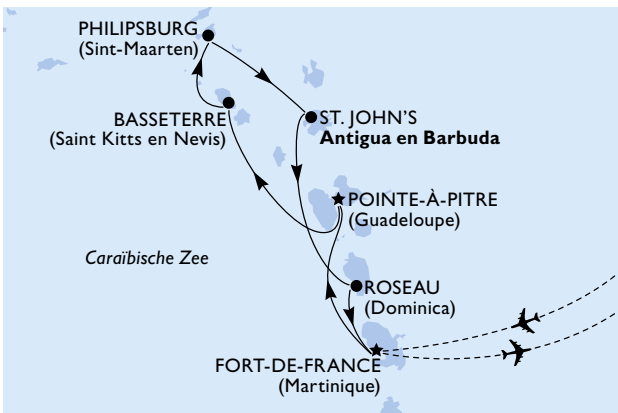 PHILIPSBURG
(Sint-Maarten)
BASSETERRE
(Saint Kitts en Nevis)
ST. JOHN'S
Antigua en Barbuda
POINTE-À-PITRE
(Guadeloupe)
Caraïbische Zee
ROSEAU
(Dominica)
FORT-DE-FRANCE
(Martinique)